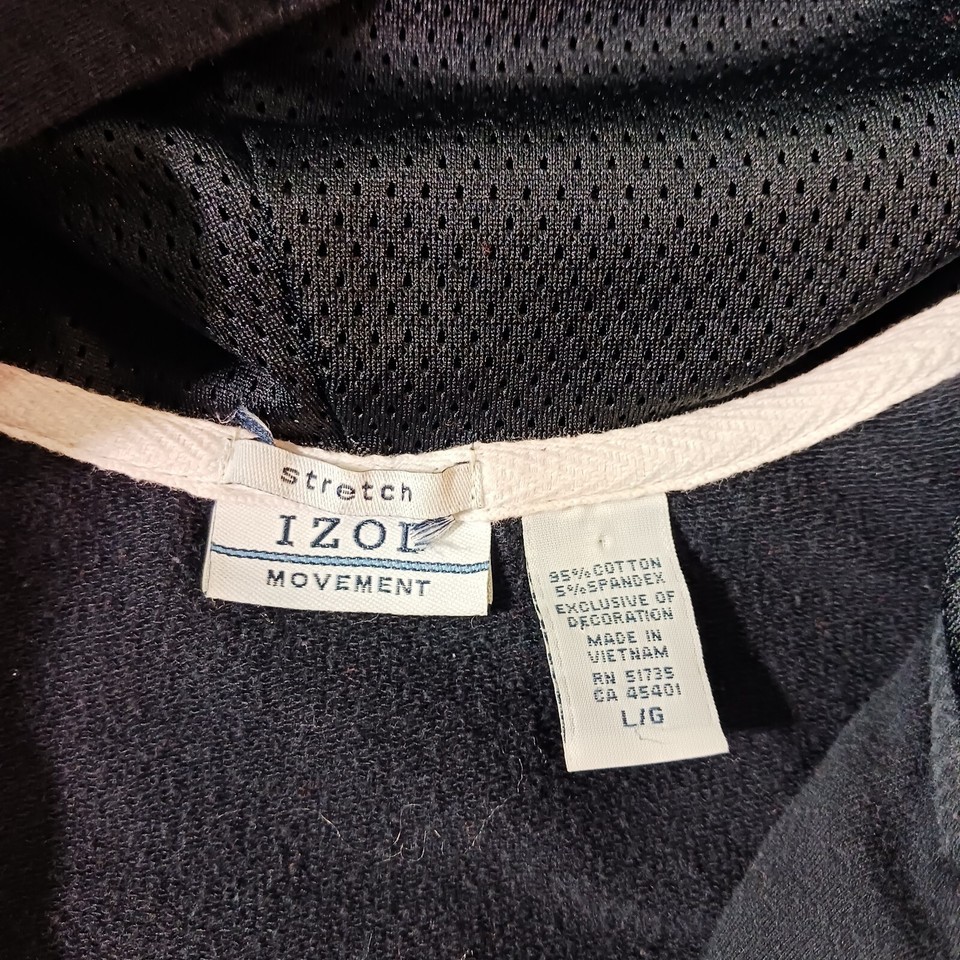 stretch
IZOD
MOVEMENT
95% COTTON
5% SPANDEX
EXCLUSIVE OF
DECORATION
MADE IN
VIETNAM
RN 51735
CA 45401
L/G